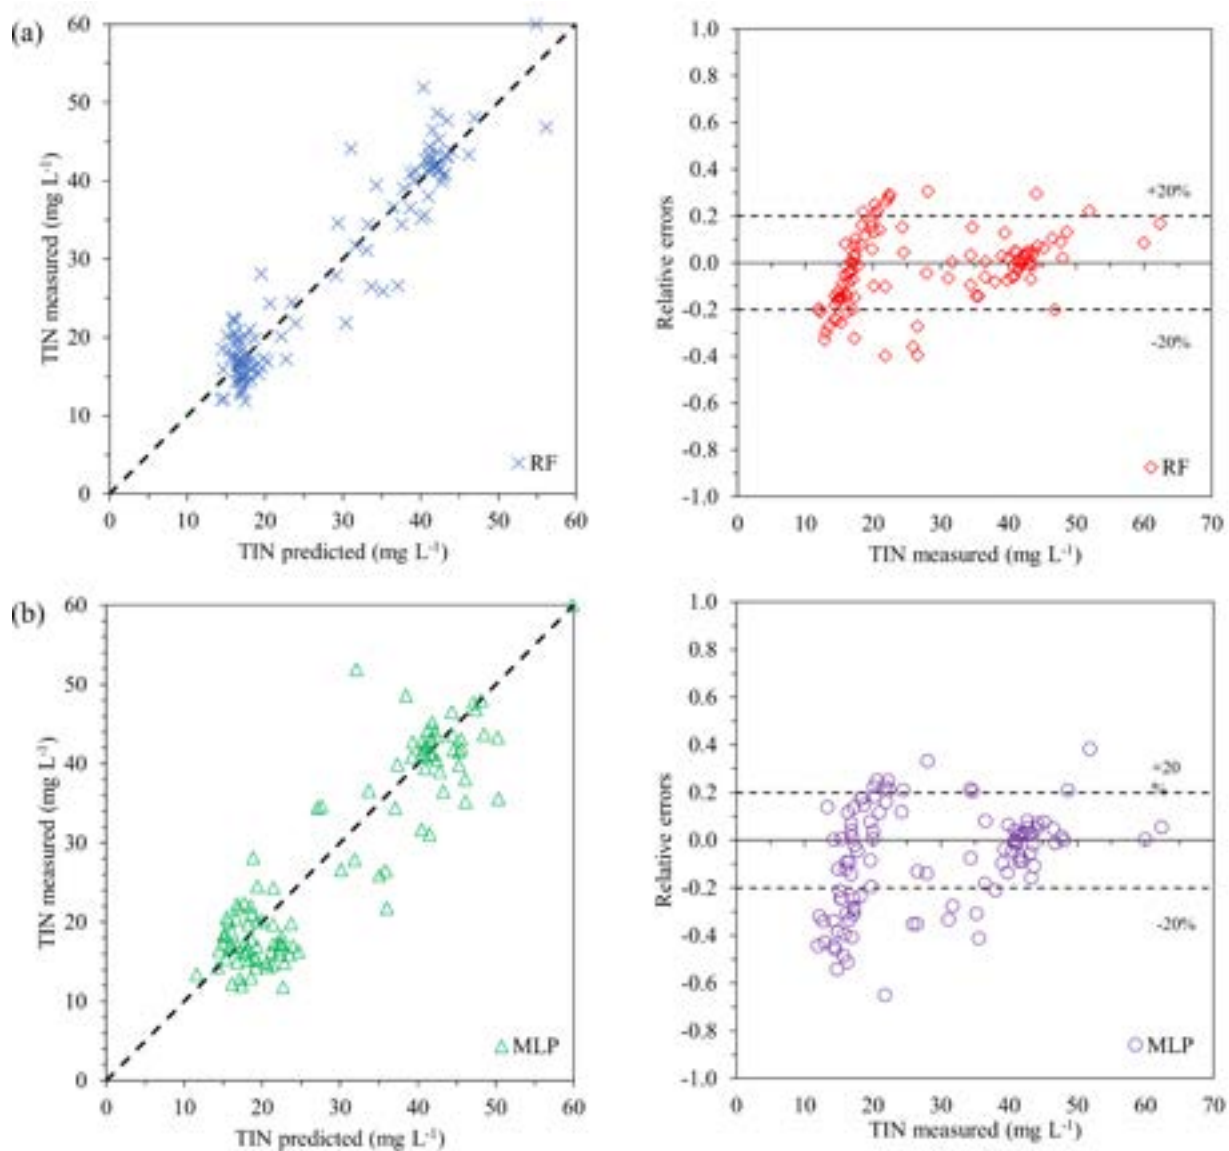 (a)
60
50
40
30
20
10
0
TIN measured (mg L⁻¹)
0 10 20 30 40 50 60
TIN predicted (mg L⁻¹)
RF
1.0
0.8
0.6
0.4
0.2
0.0
-0.2
-0.4
-0.6
-0.8
-1.0
Relative errors
+20%
-20%
RF
0 10 20 30 40 50 60 70
TIN measured (mg L⁻¹)
(b)
60
50
40
30
20
10
0
TIN measured (mg L⁻¹)
0 10 20 30 40 50 60
TIN predicted (mg L⁻¹)
MLP
1.0
0.8
0.6
0.4
0.2
0.0
-0.2
-0.4
-0.6
-0.8
-1.0
Relative errors
+20
%
-20%
MLP
0 10 20 30 40 50 60 70
TIN measured (mg L⁻¹)